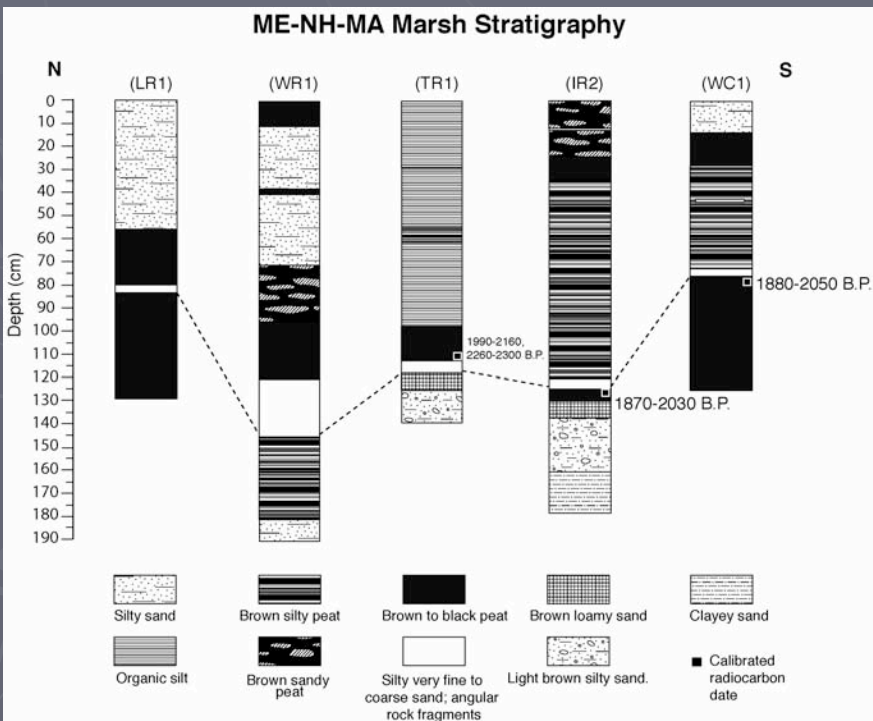 ME-NH-MA Marsh Stratigraphy
N
S
(LR1)
(WR1)
(TR1)
(IR2)
(WC1)
Depth (cm)
0
10
20
30
40
50
60
70
80
90
100
110
120
130
140
150
160
170
180
190
1880-2050 B.P.
1990-2160,
2260-2300 B.P.
1870-2030 B.P.
Silty sand
Brown silty peat
Brown to black peat
Brown loamy sand
Clayey sand
Organic silt
Brown sandy
peat
Silty very fine to
coarse sand; angular
rock fragments
Light brown silty sand.
Calibrated
radiocarbon
date